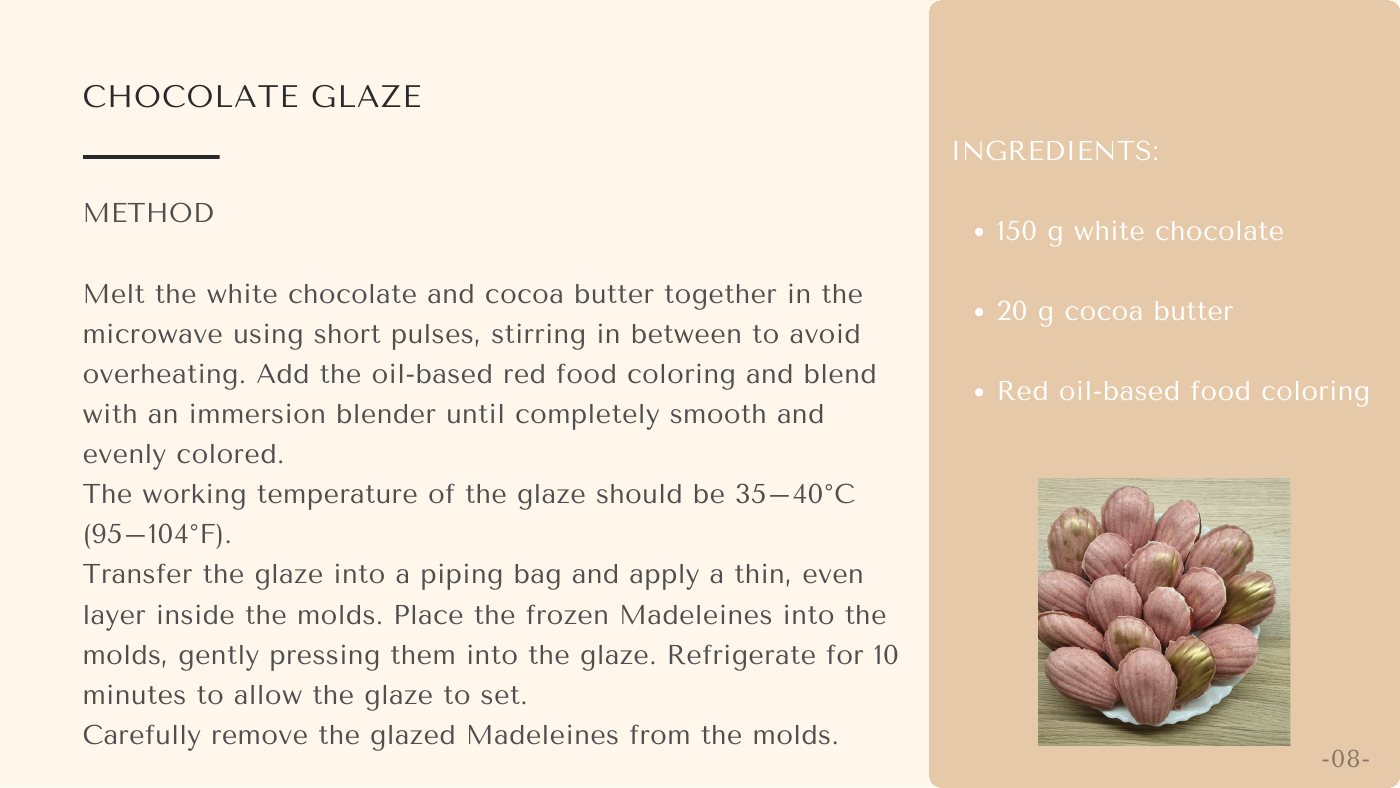 CHOCOLATE GLAZE
METHOD
Melt the white chocolate and cocoa butter together in the
microwave using short pulses, stirring in between to avoid
overheating. Add the oil-based red food coloring and blend
with an immersion blender until completely smooth and
evenly colored.
The working temperature of the glaze should be 35–40°C
(95–104°F).
Transfer the glaze into a piping bag and apply a thin, even
layer inside the molds. Place the frozen Madeleines into the
molds, gently pressing them into the glaze. Refrigerate for 10
minutes to allow the glaze to set.
Carefully remove the glazed Madeleines from the molds.
INGREDIENTS:
• 150 g white chocolate
• 20 g cocoa butter
• Red oil-based food coloring
-08-